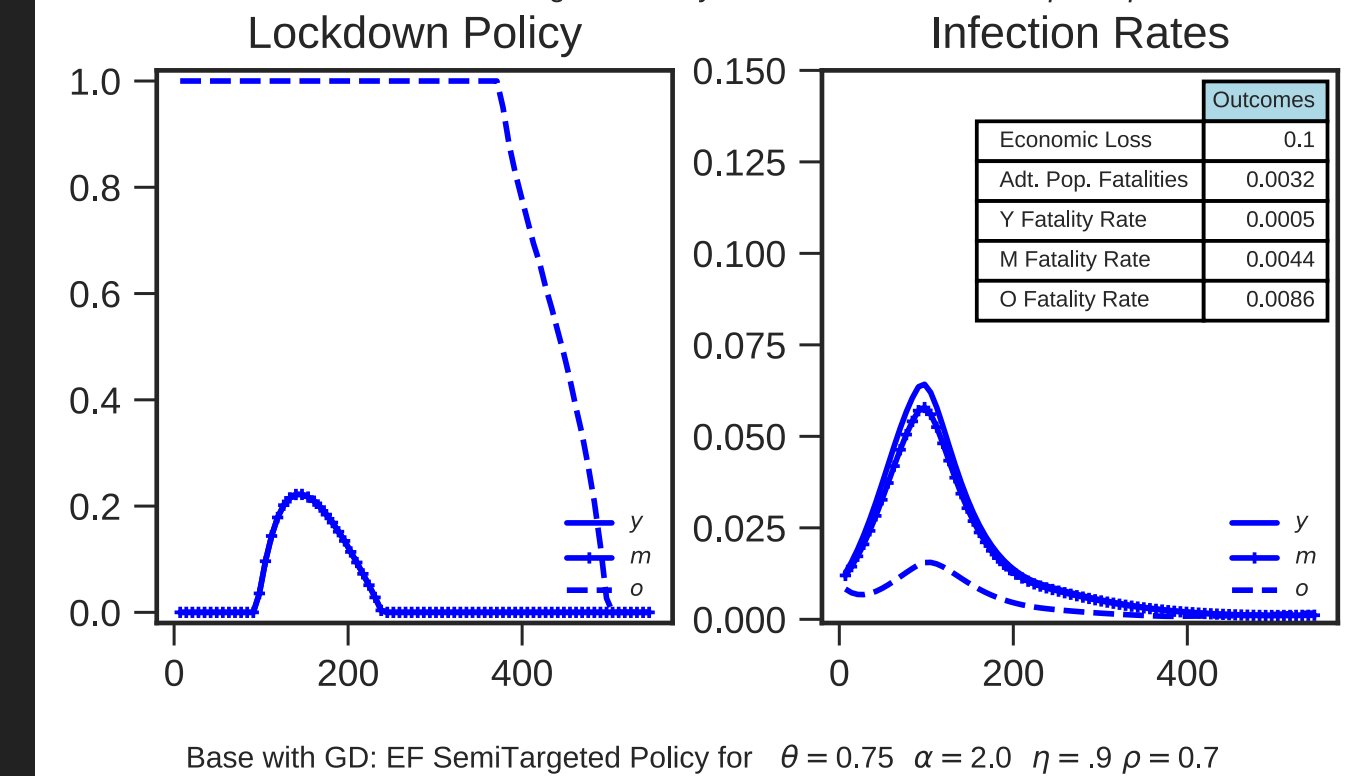 Lockdown Policy
1.0
0.8
0.6
0.4
0.2
0.0
0
200
400
y
m
o
Infection Rates
0.150
0.125
0.100
0.075
0.050
0.025
0.000
0
200
400
Outcomes
Economic Loss 0.1
Adt. Pop. Fatalities 0.0032
Y Fatality Rate 0.0005
M Fatality Rate 0.0044
O Fatality Rate 0.0086
y
m
o
Base with GD: EF SemiTargeted Policy for θ = 0.75 α = 2.0 η = .9 ρ = 0.7